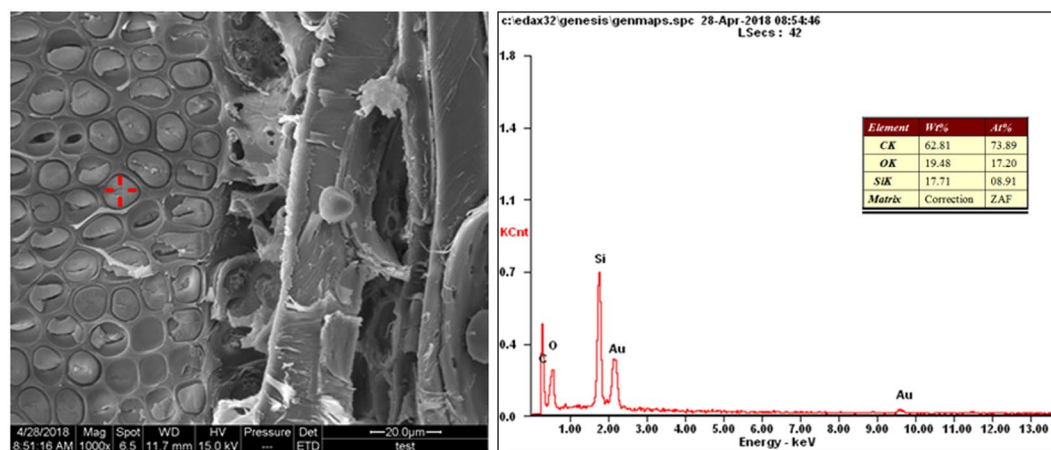 4/28/2018 Mag Spot WD HV Pressure Det 20.0µm
8:51:16 AM 1000x 6.5 11.7 mm 15.0 kV --- ETD test
c:\edax32\genesis\genmaps.spc 28-Apr-2018 08:54:46
LSecs : 42
1.8
1.4
1.1
KCnt
0.7
0.4
0.0
C
O
Si
Au
Au
1.00 2.00 3.00 4.00 5.00 6.00 7.00 8.00 9.00 10.00 11.00 12.00 13.00
Energy - keV
Element Wt% At%
CK 62.81 73.89
OK 19.48 17.20
SiK 17.71 08.91
Matrix Correction ZAF